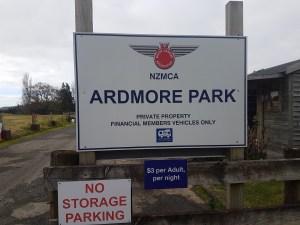 NZMCA
ARDMORE PARK
PRIVATE PROPERTY
FINANCIAL MEMBERS VEHICLES ONLY
$3 per Adult,
per night
NO
STORAGE
PARKING